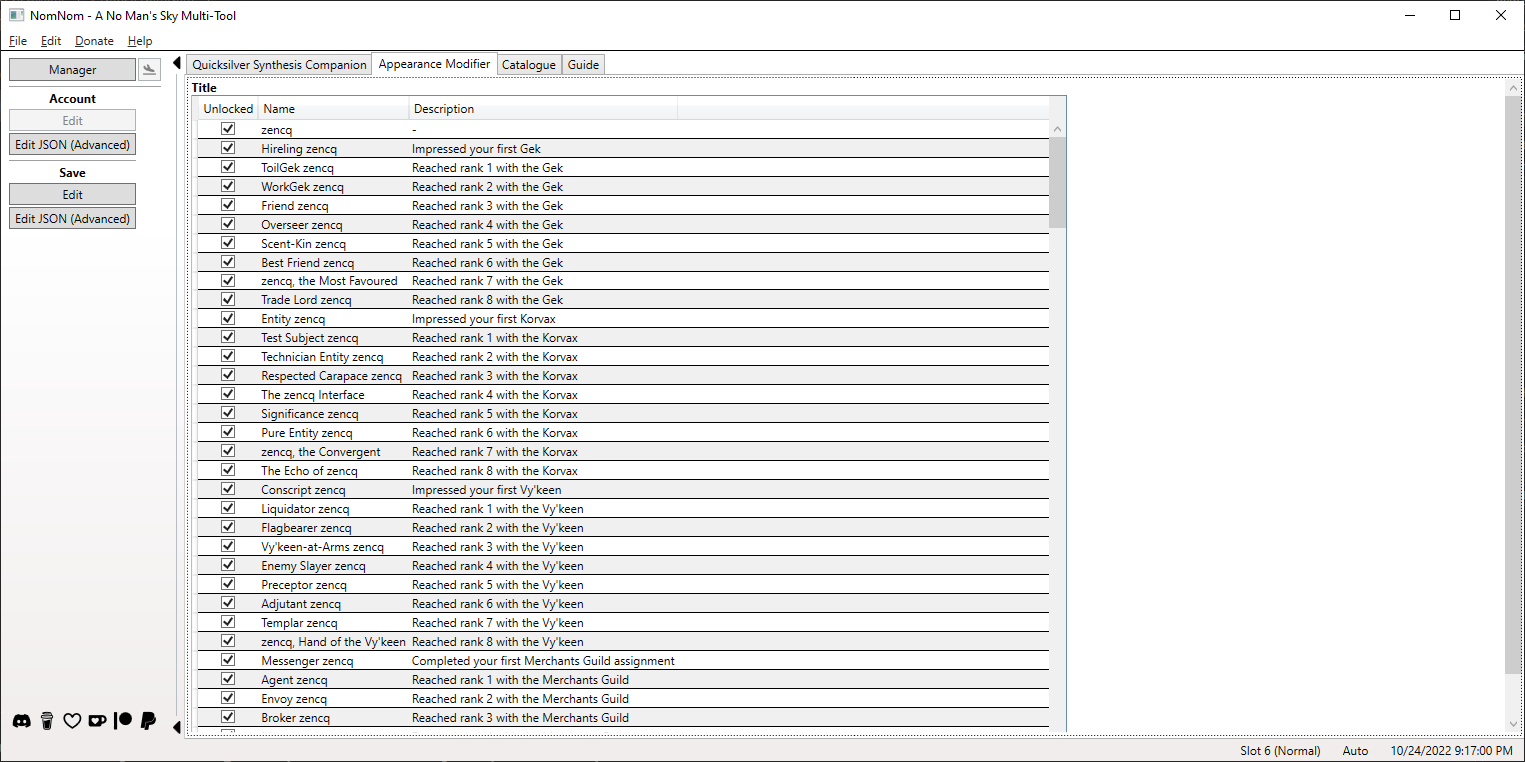 NomNom - A No Man's Sky Multi-Tool
File Edit Donate Help
Manager
Account
Edit
Edit JSON (Advanced)
Save
Edit
Edit JSON (Advanced)
Quicksilver Synthesis Companion Appearance Modifier Catalogue Guide
Title
Unlocked Name Description
zencq -
Hireling zencq Impressed your first Gek
ToilGek zencq Reached rank 1 with the Gek
WorkGek zencq Reached rank 2 with the Gek
Friend zencq Reached rank 3 with the Gek
Overseer zencq Reached rank 4 with the Gek
Scent-Kin zencq Reached rank 5 with the Gek
Best Friend zencq Reached rank 6 with the Gek
zencq, the Most Favoured Reached rank 7 with the Gek
Trade Lord zencq Reached rank 8 with the Gek
Entity zencq Impressed your first Korvax
Test Subject zencq Reached rank 1 with the Korvax
Technician Entity zencq Reached rank 2 with the Korvax
Respected Carapace zencq Reached rank 3 with the Korvax
The zencq Interface Reached rank 4 with the Korvax
Significance zencq Reached rank 5 with the Korvax
Pure Entity zencq Reached rank 6 with the Korvax
zencq, the Convergent Reached rank 7 with the Korvax
The Echo of zencq Reached rank 8 with the Korvax
Conscript zencq Impressed your first Vy'keen
Liquidator zencq Reached rank 1 with the Vy'keen
Flagbearer zencq Reached rank 2 with the Vy'keen
Vy'keen-at-Arms zencq Reached rank 3 with the Vy'keen
Enemy Slayer zencq Reached rank 4 with the Vy'keen
Preceptor zencq Reached rank 5 with the Vy'keen
Adjutant zencq Reached rank 6 with the Vy'keen
Templar zencq Reached rank 7 with the Vy'keen
zencq, Hand of the Vy'keen Reached rank 8 with the Vy'keen
Messenger zencq Completed your first Merchants Guild assignment
Agent zencq Reached rank 1 with the Merchants Guild
Envoy zencq Reached rank 2 with the Merchants Guild
Broker zencq Reached rank 3 with the Merchants Guild
Slot 6 (Normal) Auto 10/24/2022 9:17:00 PM